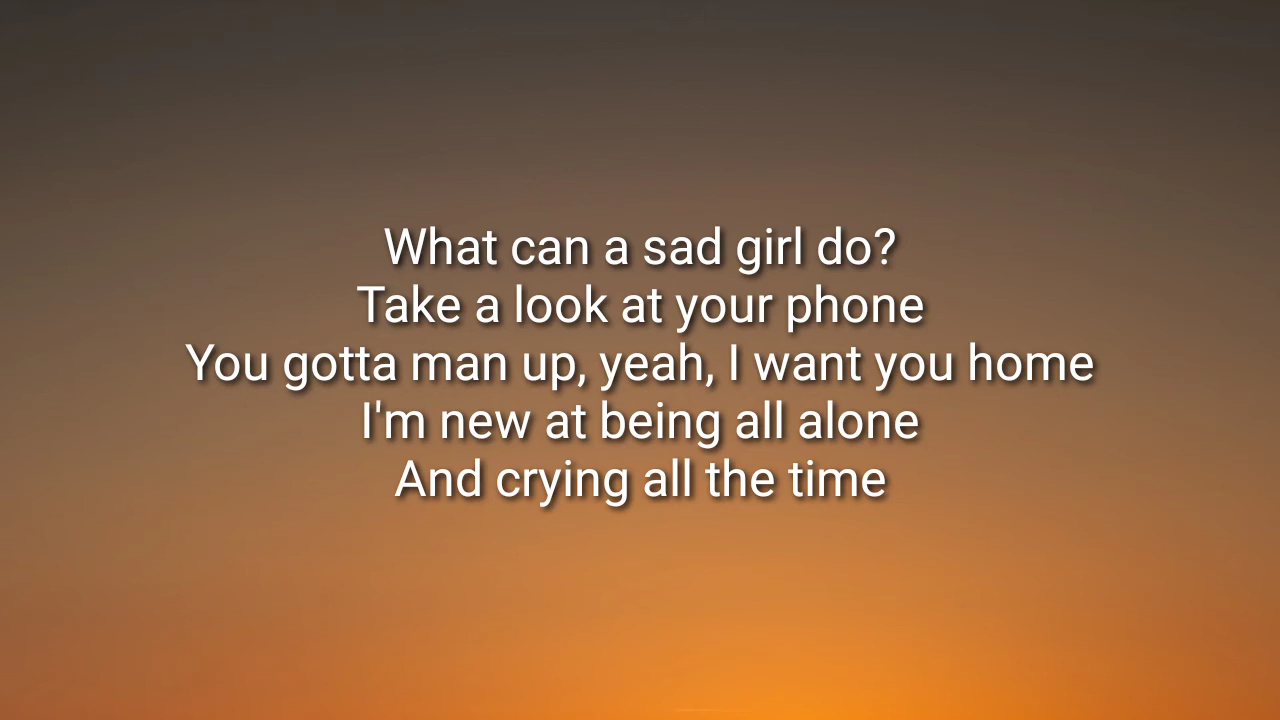 What can a sad girl do?
Take a look at your phone
You gotta man up, yeah, I want you home
I'm new at being all alone
And crying all the time